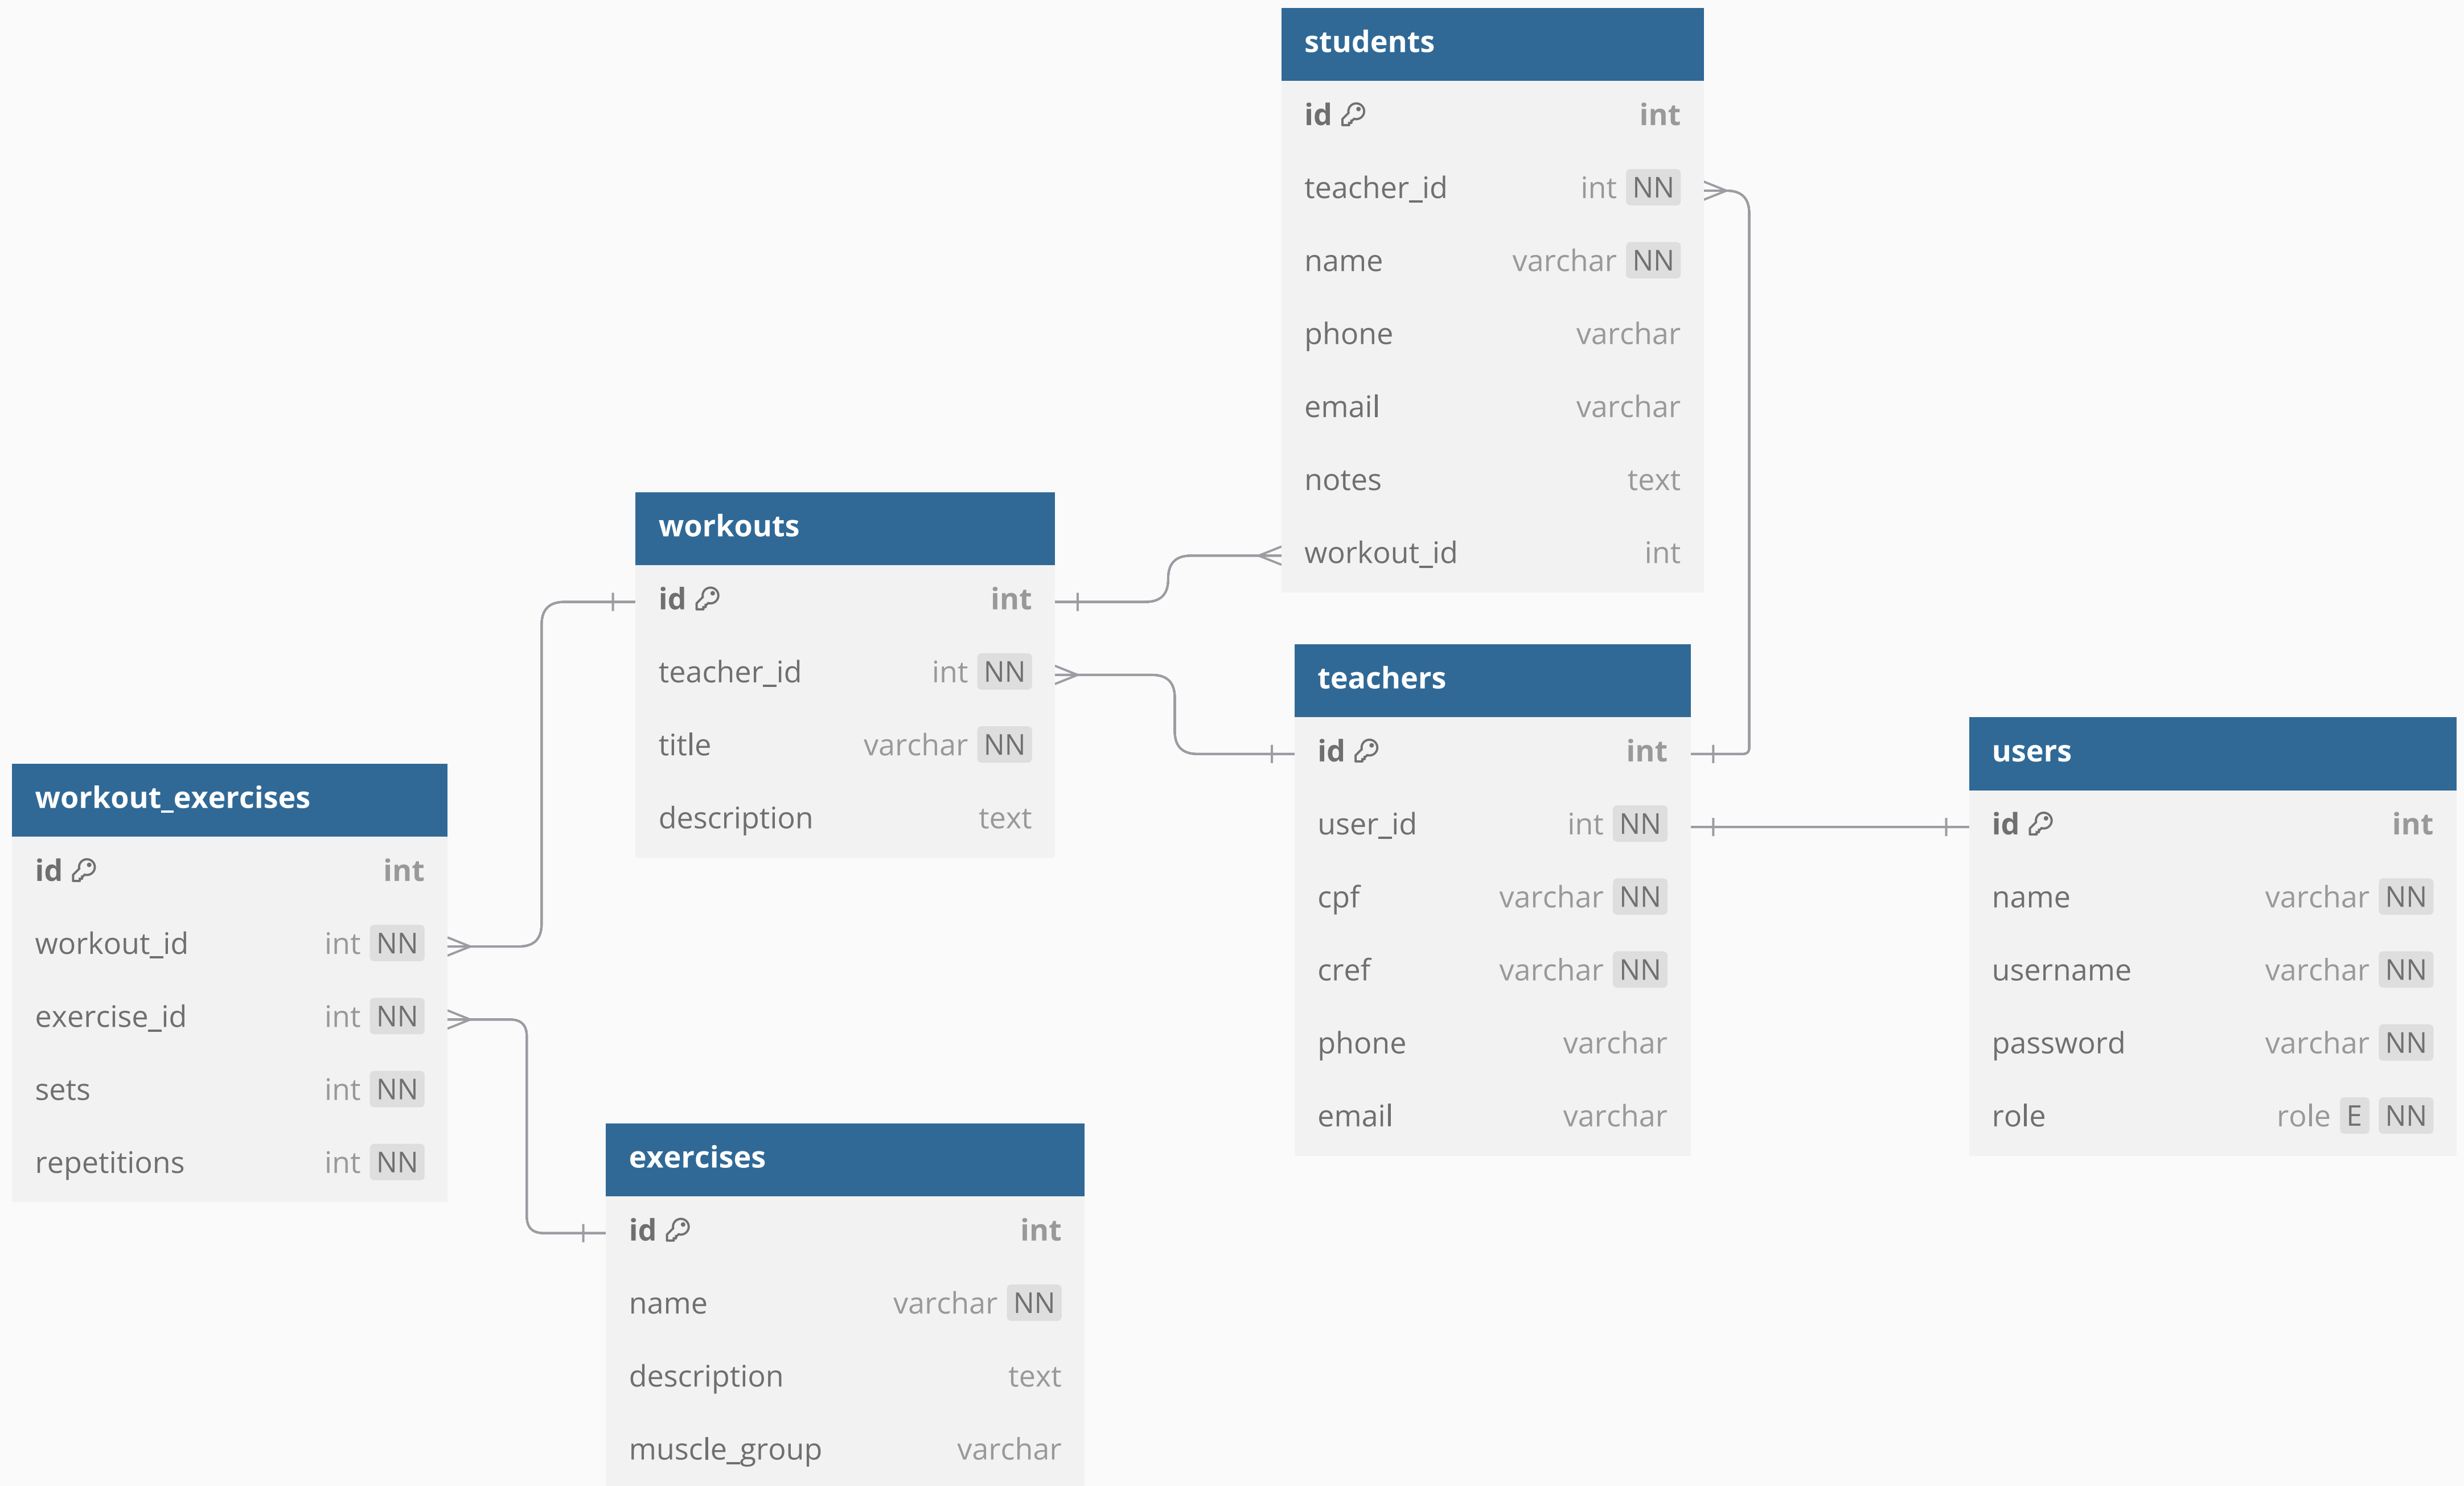 students
id int
teacher_id int NN
name varchar NN
phone varchar
email varchar
notes text
workout_id int
workouts
id int
teacher_id int NN
title varchar NN
description text
teachers
id int
user_id int NN
cpf varchar NN
cref varchar NN
phone varchar
email varchar
users
id int
name varchar NN
username varchar NN
password varchar NN
role role E NN
workout_exercises
id int
workout_id int NN
exercise_id int NN
sets int NN
repetitions int NN
exercises
id int
name varchar NN
description text
muscle_group varchar